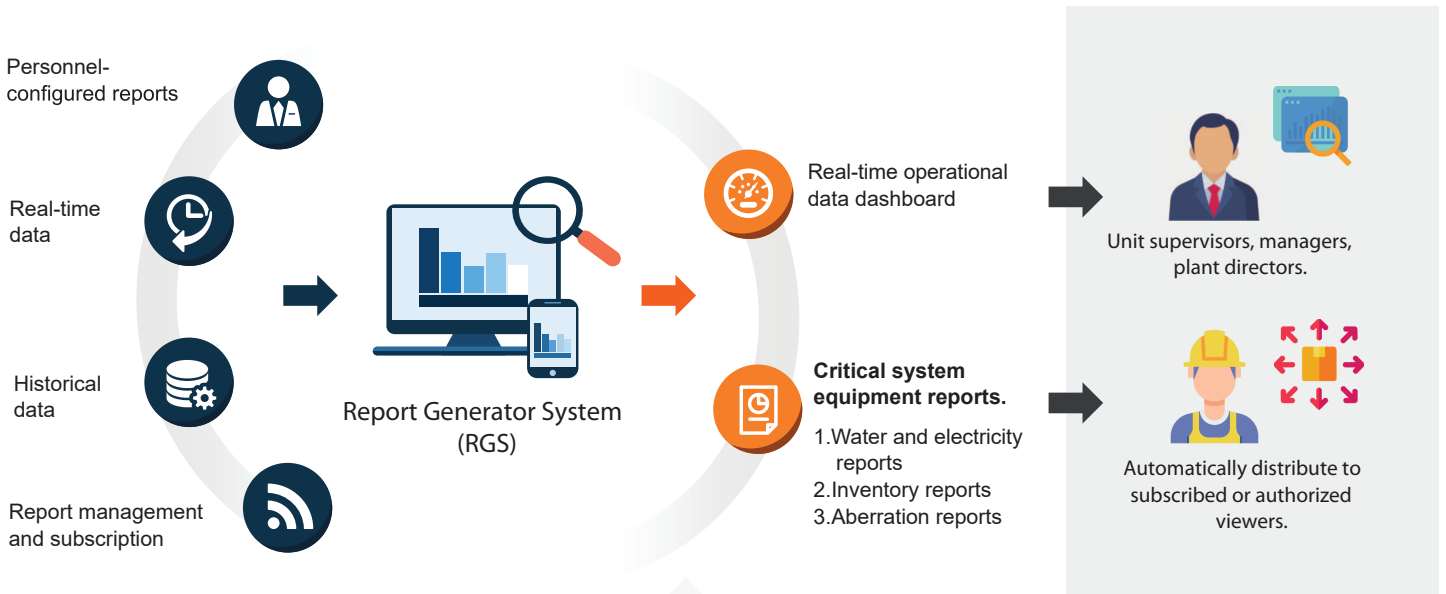 Personnel-
configured reports
Real-time
data
Historical
data
Report management
and subscription
Report Generator System
(RGS)
Real-time operational
data dashboard
Critical system
equipment reports.
1.Water and electricity
reports
2.Inventory reports
3.Aberration reports
Unit supervisors, managers,
plant directors.
Automatically distribute to
subscribed or authorized
viewers.